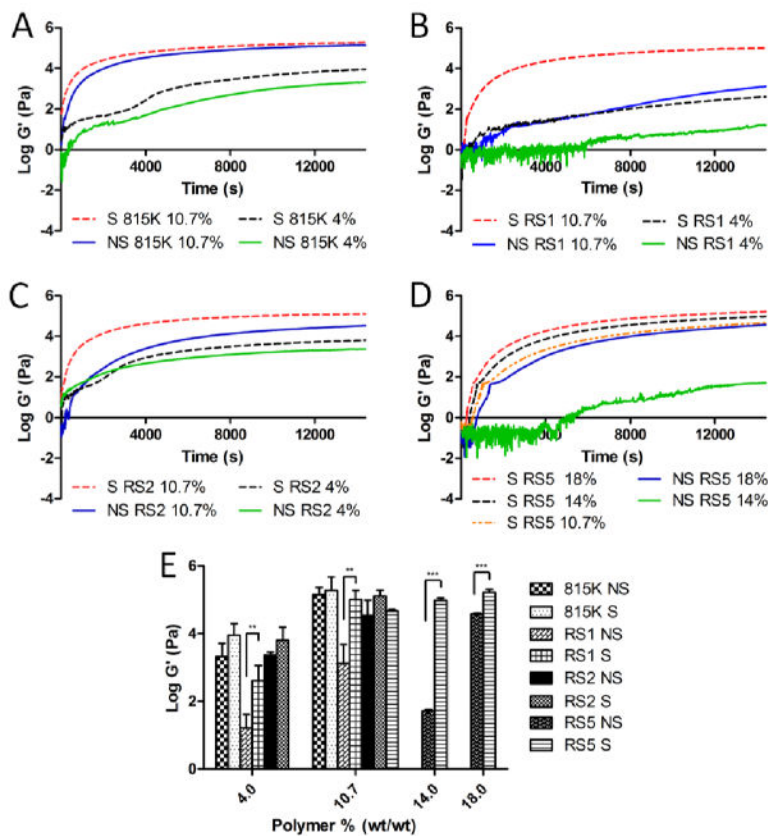 A
6
4
2
0
-2
-4
Log G' (Pa)
4000 8000 12000
Time (s)
S 815K 10.7% S 815K 4%
NS 815K 10.7% NS 815K 4%
B
6
4
2
0
-2
-4
Log G' (Pa)
4000 8000 12000
Time (s)
S RS1 10.7% S RS1 4%
NS RS1 10.7% NS RS1 4%
C
6
4
2
0
-2
-4
Log G' (Pa)
4000 8000 12000
Time (s)
S RS2 10.7% S RS2 4%
NS RS2 10.7% NS RS2 4%
D
6
4
2
0
-2
-4
Log G' (Pa)
4000 8000 12000
Time (s)
S RS5 18% NS RS5 18%
S RS5 14% NS RS5 14%
S RS5 10.7%
E
6
4
2
0
Log G' (Pa)
**
**
***
***
4.0 10.7 14.0 18.0
Polymer % (wt/wt)
815K NS
815K S
RS1 NS
RS1 S
RS2 NS
RS2 S
RS5 NS
RS5 S